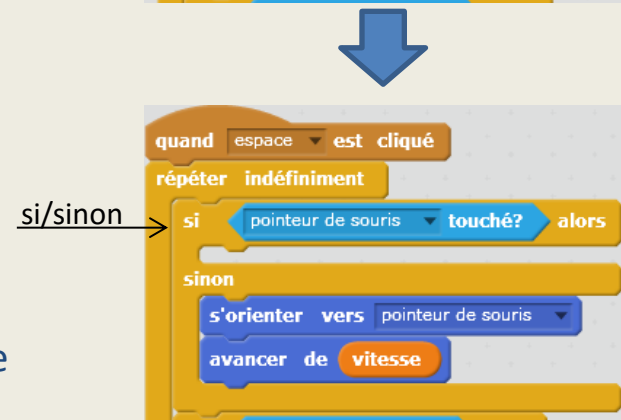 quand espace est cliqué
répéter indéfiniment
si/sinon
si pointeur de souris touché? alors
sinon
s'orienter vers pointeur de souris
avancer de vitesse
e